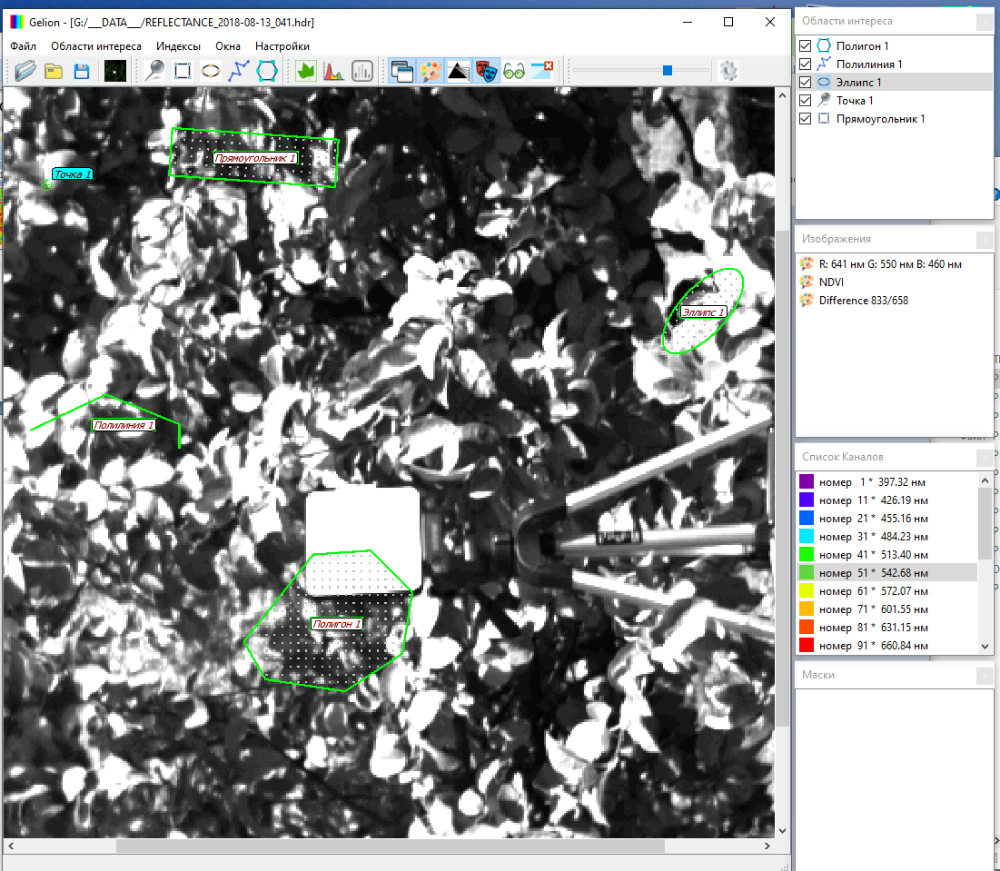 Gelion - [G:/___DATA___/REFLECTANCE_2018-08-13_041.hdr]
Файл Области интереса Индексы Окна Настройки
Прямоугольник 1
Точка 1
Эллипс 1
Полилиния 1
Полигон 1
Области интереса
Полигон 1
Полилиния 1
Эллипс 1
Точка 1
Прямоугольник 1
Изображения
R: 641 нм G: 550 нм B: 460 нм
NDVI
Difference 833/658
Список Каналов
номер 1 * 397.32 нм
номер 11 * 426.19 нм
номер 21 * 455.16 нм
номер 31 * 484.23 нм
номер 41 * 513.40 нм
номер 51 * 542.68 нм
номер 61 * 572.07 нм
номер 71 * 601.55 нм
номер 81 * 631.15 нм
номер 91 * 660.84 нм
Маски